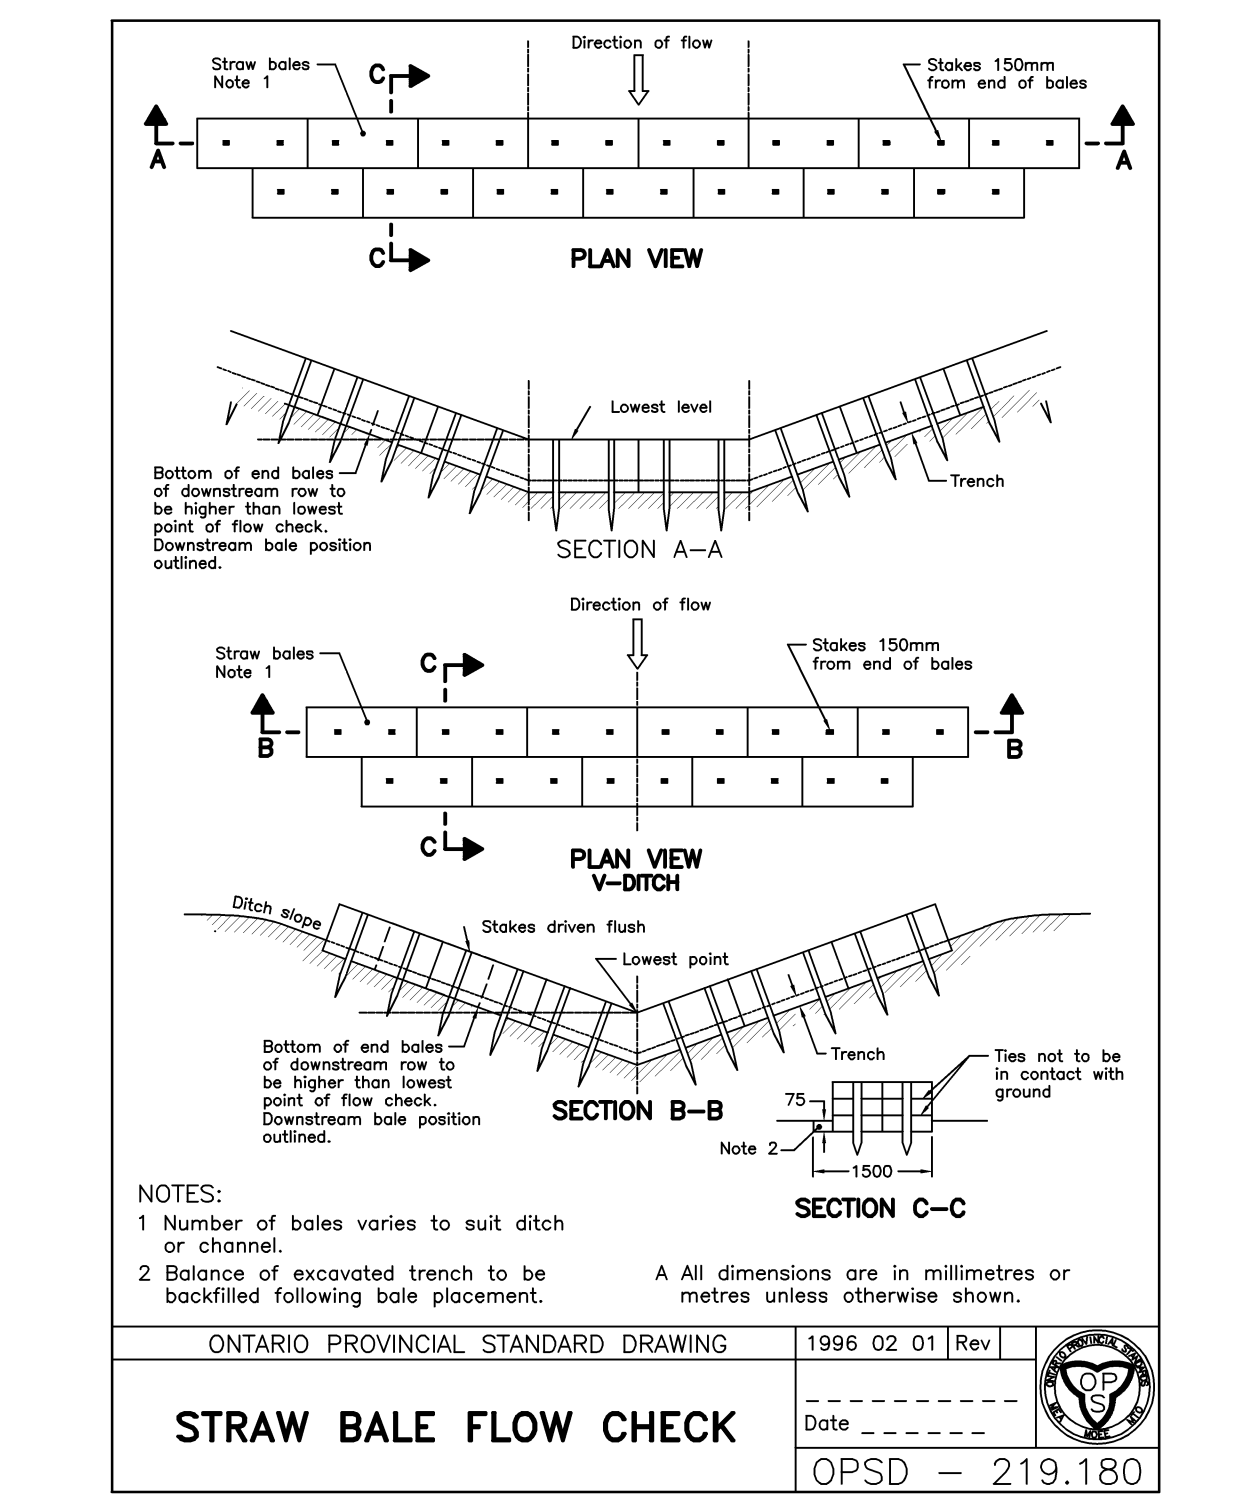 Direction of flow
Straw bales
Note 1
C
Stakes 150mm
from end of bales
A
A
C
PLAN VIEW
Lowest level
Bottom of end bales
of downstream row to
be higher than lowest
point of flow check.
Downstream bale position
outlined.
Trench
SECTION A-A
Direction of flow
Straw bales
Note 1
C
Stakes 150mm
from end of bales
B
B
C
PLAN VIEW
V-DITCH
Ditch slope
Stakes driven flush
Lowest point
Bottom of end bales
of downstream row to
be higher than lowest
point of flow check.
Downstream bale position
outlined.
Trench
SECTION B-B
Ties not to be
in contact with
ground
75
Note 2
1500
SECTION C-C
NOTES:
1 Number of bales varies to suit ditch
or channel.
2 Balance of excavated trench to be
backfilled following bale placement.
A All dimensions are in millimetres or
metres unless otherwise shown.
ONTARIO PROVINCIAL STANDARD DRAWING
1996 02 01
Rev
STRAW BALE FLOW CHECK
Date
OPSD - 219.180
ONTARIO PROVINCIAL STANDARDS
OPS
MEA
MOEE
MTO